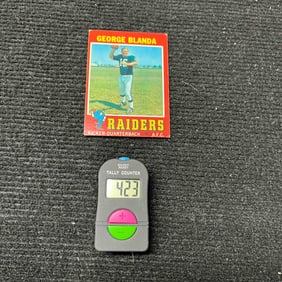 GEORGE BLANDA
RAIDERS
KICKER-QUARTERBACK A.F.C.
TALLY COUNTER
423